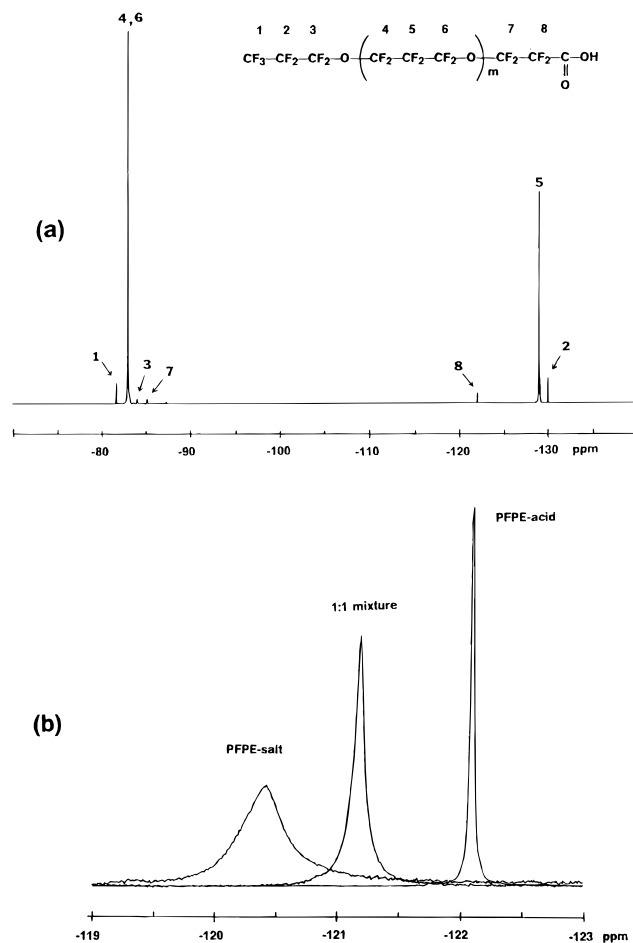 4,6
1 2 3 4 5 6 7 8
CF3-CF2-CF2-O-(CF2-CF2-CF2-O-)m-CF2-CF2-C-OH
O
(a)
5
1
3
7
8
2
-80 -90 -100 -110 -120 -130 ppm
PFPE-acid
1:1 mixture
(b)
PFPE-salt
-119 -120 -121 -122 -123 ppm